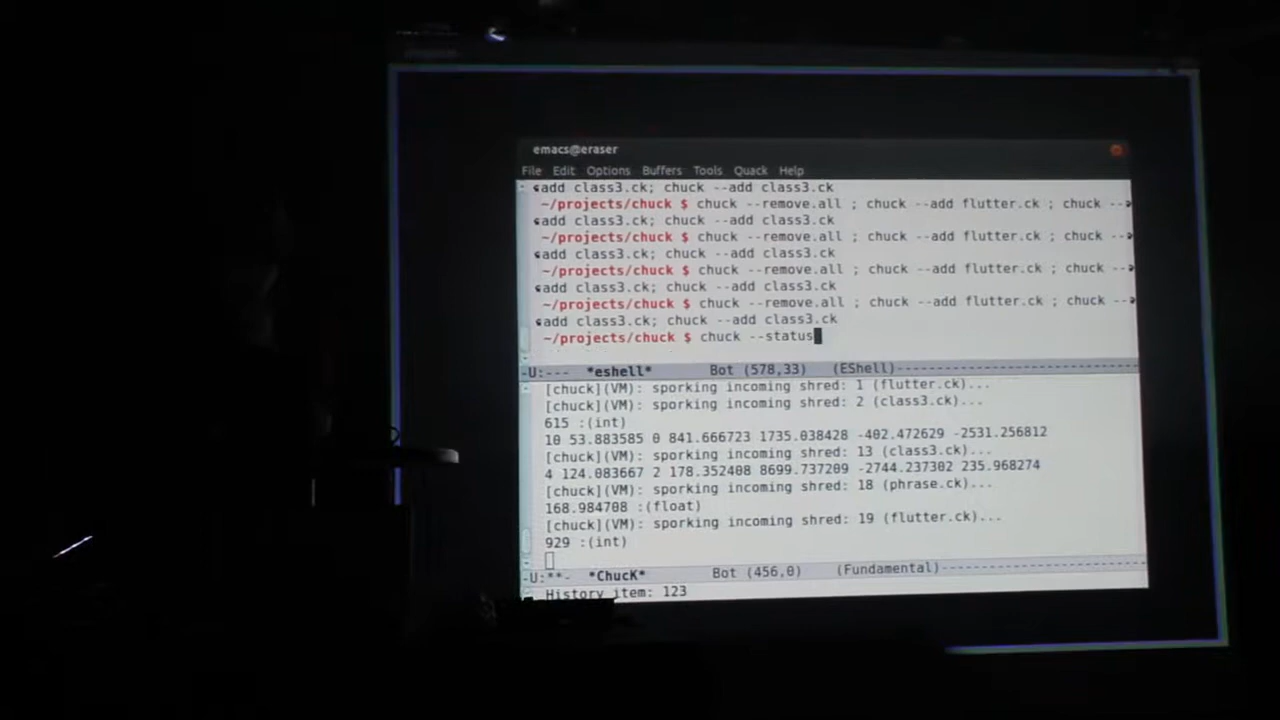 emacs@eraser
File Edit Options Buffers Tools Quack Help
add class3.ck; chuck --add class3.ck
~/projects/chuck $ chuck --remove.all ; chuck --add flutter.ck ; chuck --
add class3.ck; chuck --add class3.ck
~/projects/chuck $ chuck --remove.all ; chuck --add flutter.ck ; chuck --
add class3.ck; chuck --add class3.ck
~/projects/chuck $ chuck --remove.all ; chuck --add flutter.ck ; chuck --
add class3.ck; chuck --add class3.ck
~/projects/chuck $ chuck --remove.all ; chuck --add flutter.ck ; chuck --
add class3.ck; chuck --add class3.ck
~/projects/chuck $ chuck --status
-U:--- *eshell* Bot (578,33) (EShell)----------------------------
[chuck](VM): sporking incoming shred: 1 (flutter.ck)...
[chuck](VM): sporking incoming shred: 2 (class3.ck)...
615 :(int)
10 53.883585 0 841.666723 1735.038428 -402.472629 -2531.256812
[chuck](VM): sporking incoming shred: 13 (class3.ck)...
4 124.083667 2 178.352408 8699.737209 -2744.237302 235.968274
[chuck](VM): sporking incoming shred: 18 (phrase.ck)...
168.984708 :(float)
[chuck](VM): sporking incoming shred: 19 (flutter.ck)...
929 :(int)
-U:**- *ChucK* Bot (456,0) (Fundamental)-----------------------
History item: 123